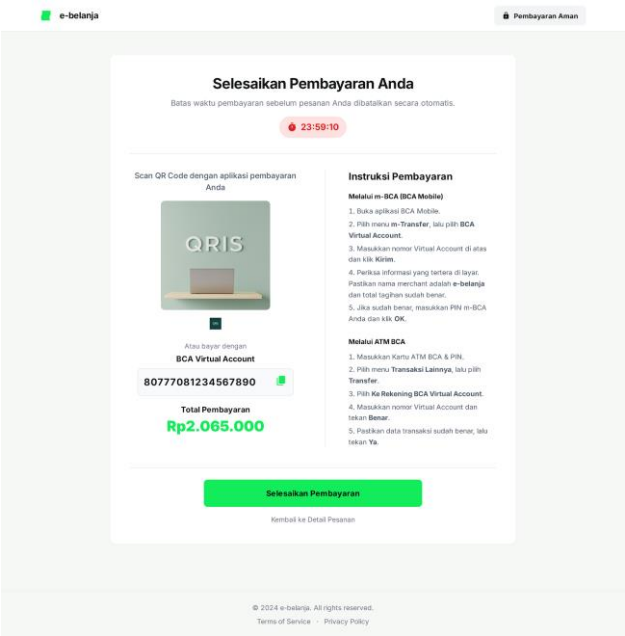 e-belanja
Pembayaran Aman
Selesaikan Pembayaran Anda
Batas waktu pembayaran sebelum pesanan Anda dibatalkan secara otomatis.
23:59:10
Scan QR Code dengan aplikasi pembayaran
Anda
QRIS
Atau bayar dengan
BCA Virtual Account
80777081234567890
Total Pembayaran
Rp2.065.000
Instruksi Pembayaran
Melalui m-BCA (BCA Mobile)
1. Buka aplikasi BCA Mobile.
2. Pilih menu m-Transfer, lalu pilih BCA
Virtual Account.
3. Masukkan nomor Virtual Account di atas
dan klik Kirim.
4. Periksa informasi yang tertera di layar.
Pastikan nama merchant adalah e-belanja
dan total tagihan sudah benar.
5. Jika sudah benar, masukkan PIN m-BCA
Anda dan klik OK.
Melalui ATM BCA
1. Masukkan Kartu ATM BCA & PIN.
2. Pilih menu Transaksi Lainnya, lalu pilih
Transfer.
3. Pilih Ke Rekening BCA Virtual Account.
4. Masukkan nomor Virtual Account dan
tekan Benar.
5. Pastikan data transaksi sudah benar, lalu
tekan Ya.
Selesaikan Pembayaran
Kembali ke Detail Pesanan
© 2024 e-belanja. All rights reserved.
Terms of Service · Privacy Policy